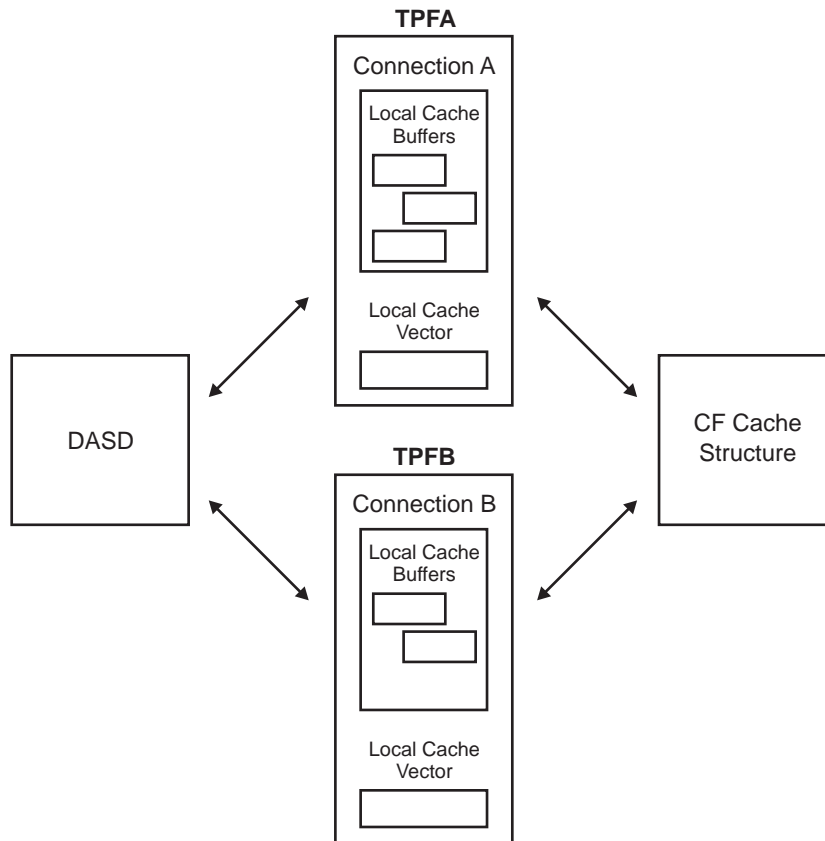 TPFA
Connection A
Local Cache
Buffers
Local Cache
Vector
DASD
CF Cache
Structure
TPFB
Connection B
Local Cache
Buffers
Local Cache
Vector